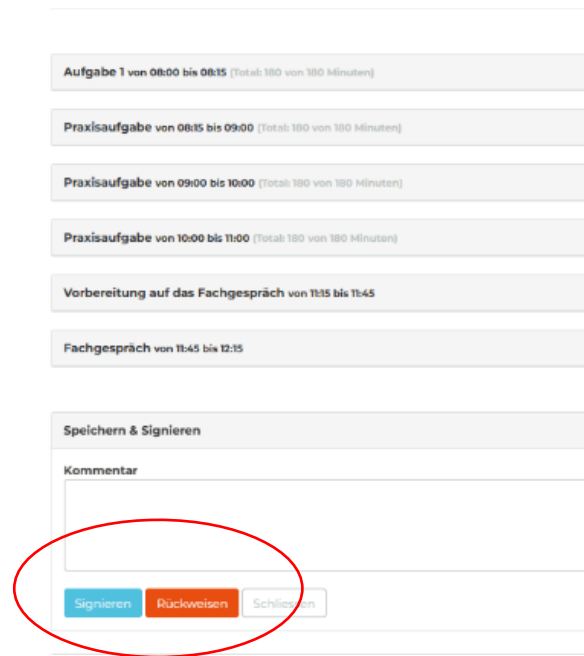 Aufgabe 1 von 08:00 bis 08:15 (Total: 180 von 180 Minuten)
Praxisaufgabe von 08:15 bis 09:00 (Total: 180 von 180 Minuten)
Praxisaufgabe von 09:00 bis 10:00 (Total: 180 von 180 Minuten)
Praxisaufgabe von 10:00 bis 11:00 (Total: 180 von 180 Minuten)
Vorbereitung auf das Fachgespräch von 11:15 bis 11:45
Fachgespräch von 11:45 bis 12:15
Speichern & Signieren
Kommentar
Signieren Rückweisen Schliessen